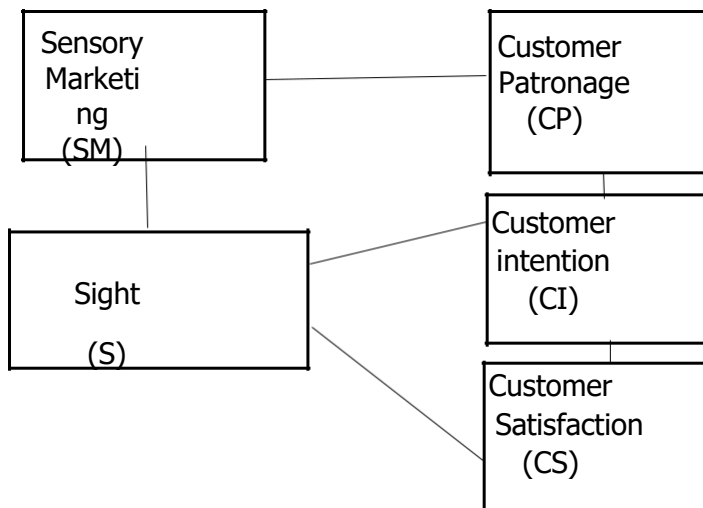 Sensory
Marketi
ng
(SM)
Customer
Patronage
(CP)
Sight
(S)
Customer
intention
(CI)
Customer
Satisfaction
(CS)